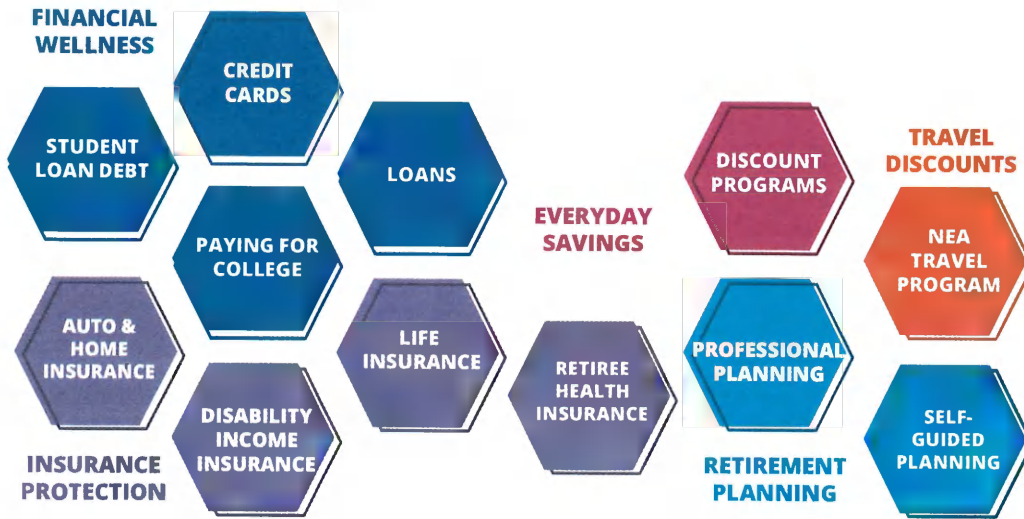 FINANCIAL
WELLNESS
CREDIT
CARDS
STUDENT
LOAN DEBT
LOANS
PAYING FOR
COLLEGE
EVERYDAY
SAVINGS
DISCOUNT
PROGRAMS
TRAVEL
DISCOUNTS
NEA
TRAVEL
PROGRAM
AUTO &
HOME
INSURANCE
DISABILITY
INCOME
INSURANCE
LIFE
INSURANCE
RETIREE
HEALTH
INSURANCE
INSURANCE
PROTECTION
PROFESSIONAL
PLANNING
SELF-
GUIDED
PLANNING
RETIREMENT
PLANNING